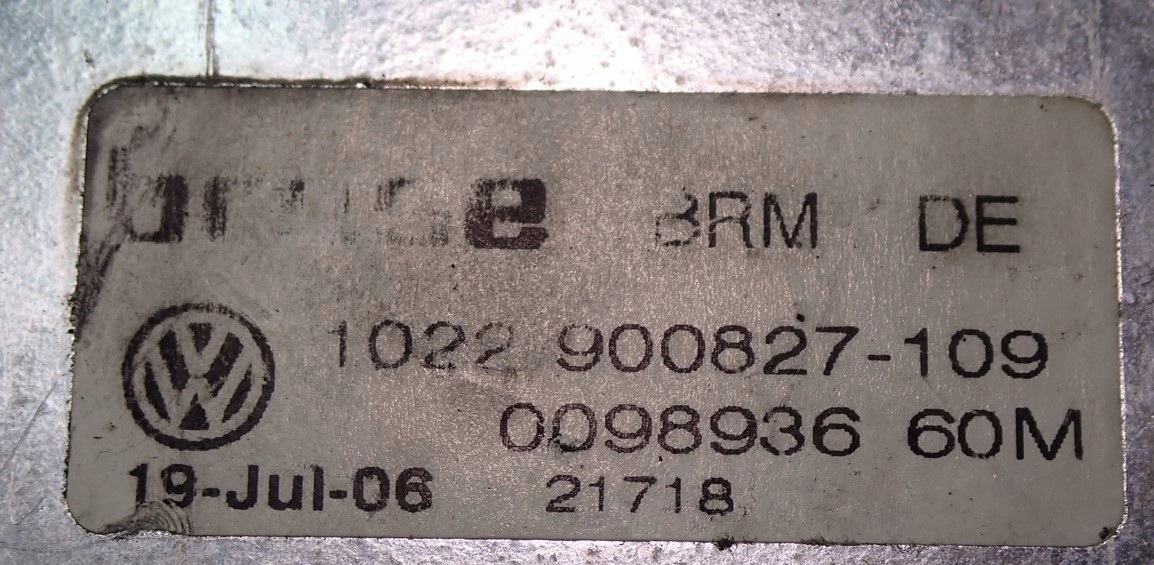 BRM DE
1022 900827-109
0098936 60M
19-Jul-06 21718